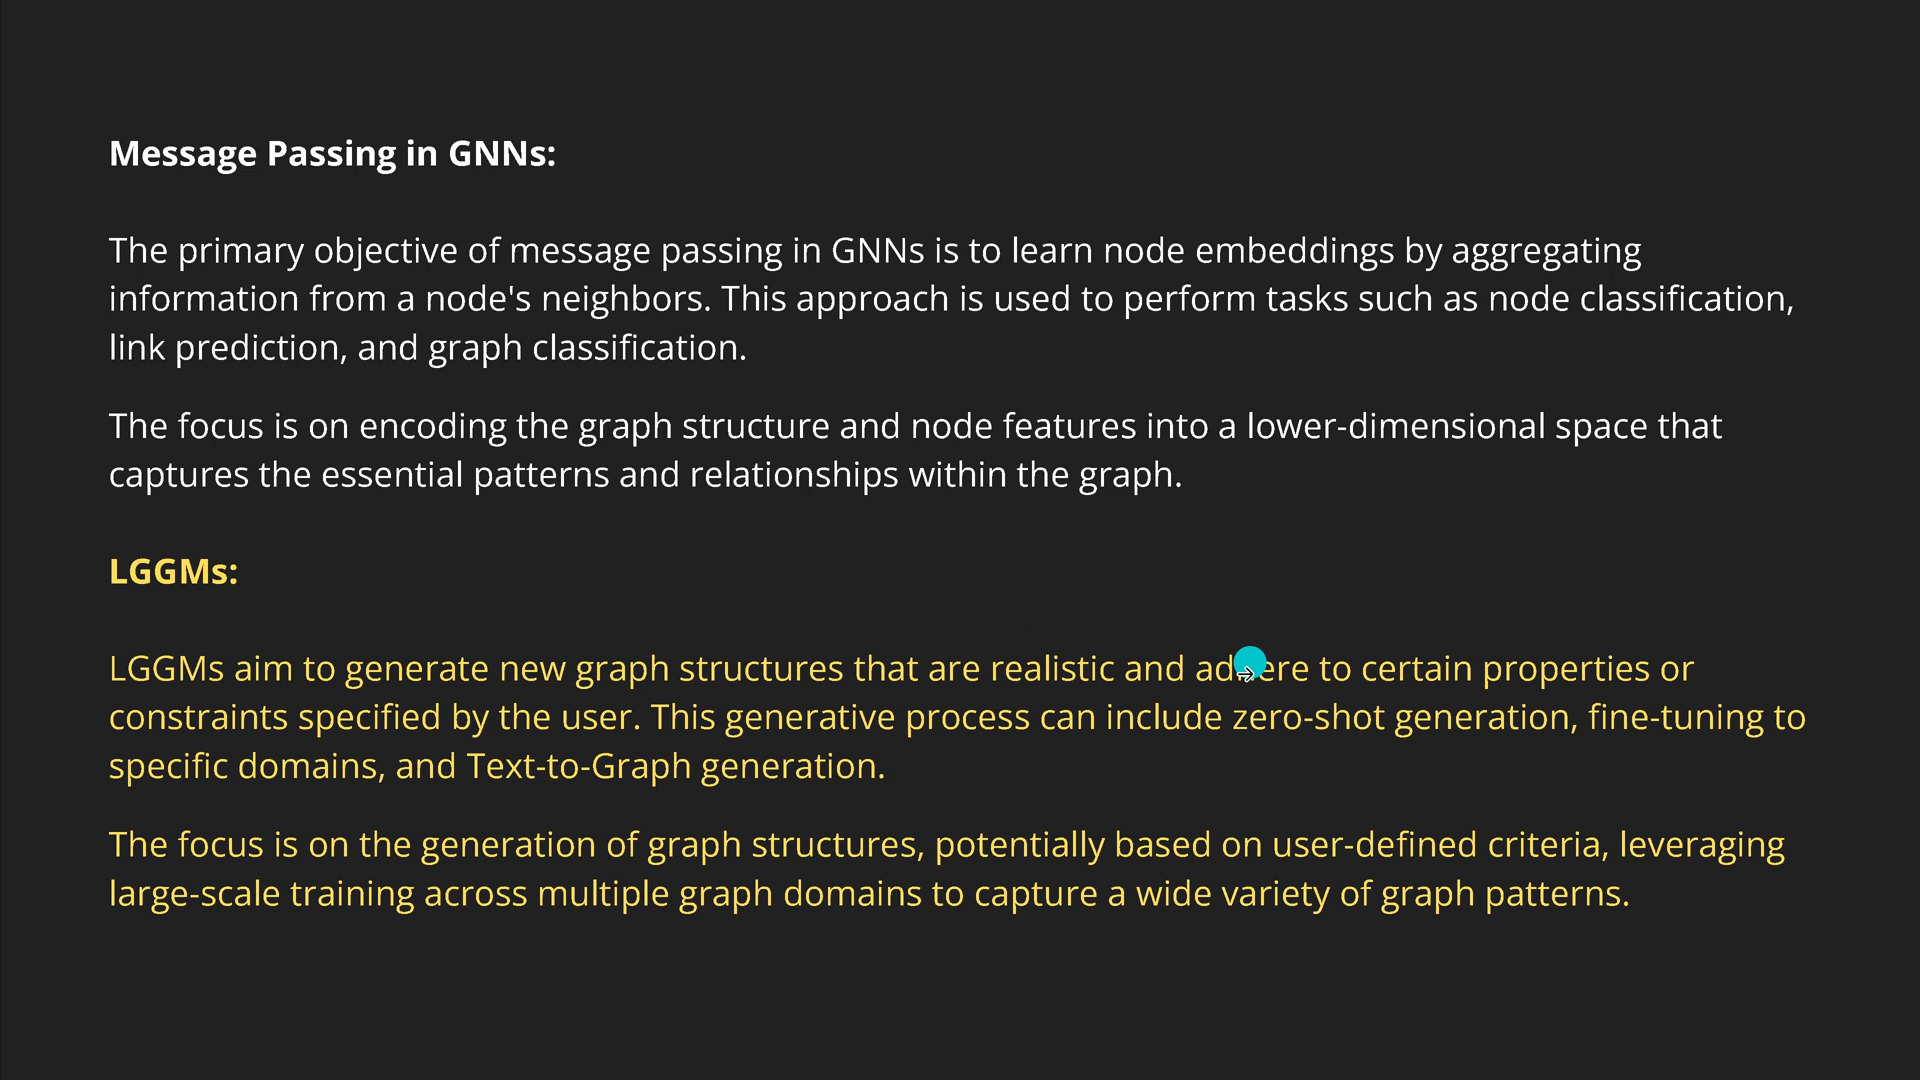 Message Passing in GNNs:
The primary objective of message passing in GNNs is to learn node embeddings by aggregating
information from a node's neighbors. This approach is used to perform tasks such as node classification,
link prediction, and graph classification.
The focus is on encoding the graph structure and node features into a lower-dimensional space that
captures the essential patterns and relationships within the graph.
LGGMs:
LGGMs aim to generate new graph structures that are realistic and adhere to certain properties or
constraints specified by the user. This generative process can include zero-shot generation, fine-tuning to
specific domains, and Text-to-Graph generation.
The focus is on the generation of graph structures, potentially based on user-defined criteria, leveraging
large-scale training across multiple graph domains to capture a wide variety of graph patterns.